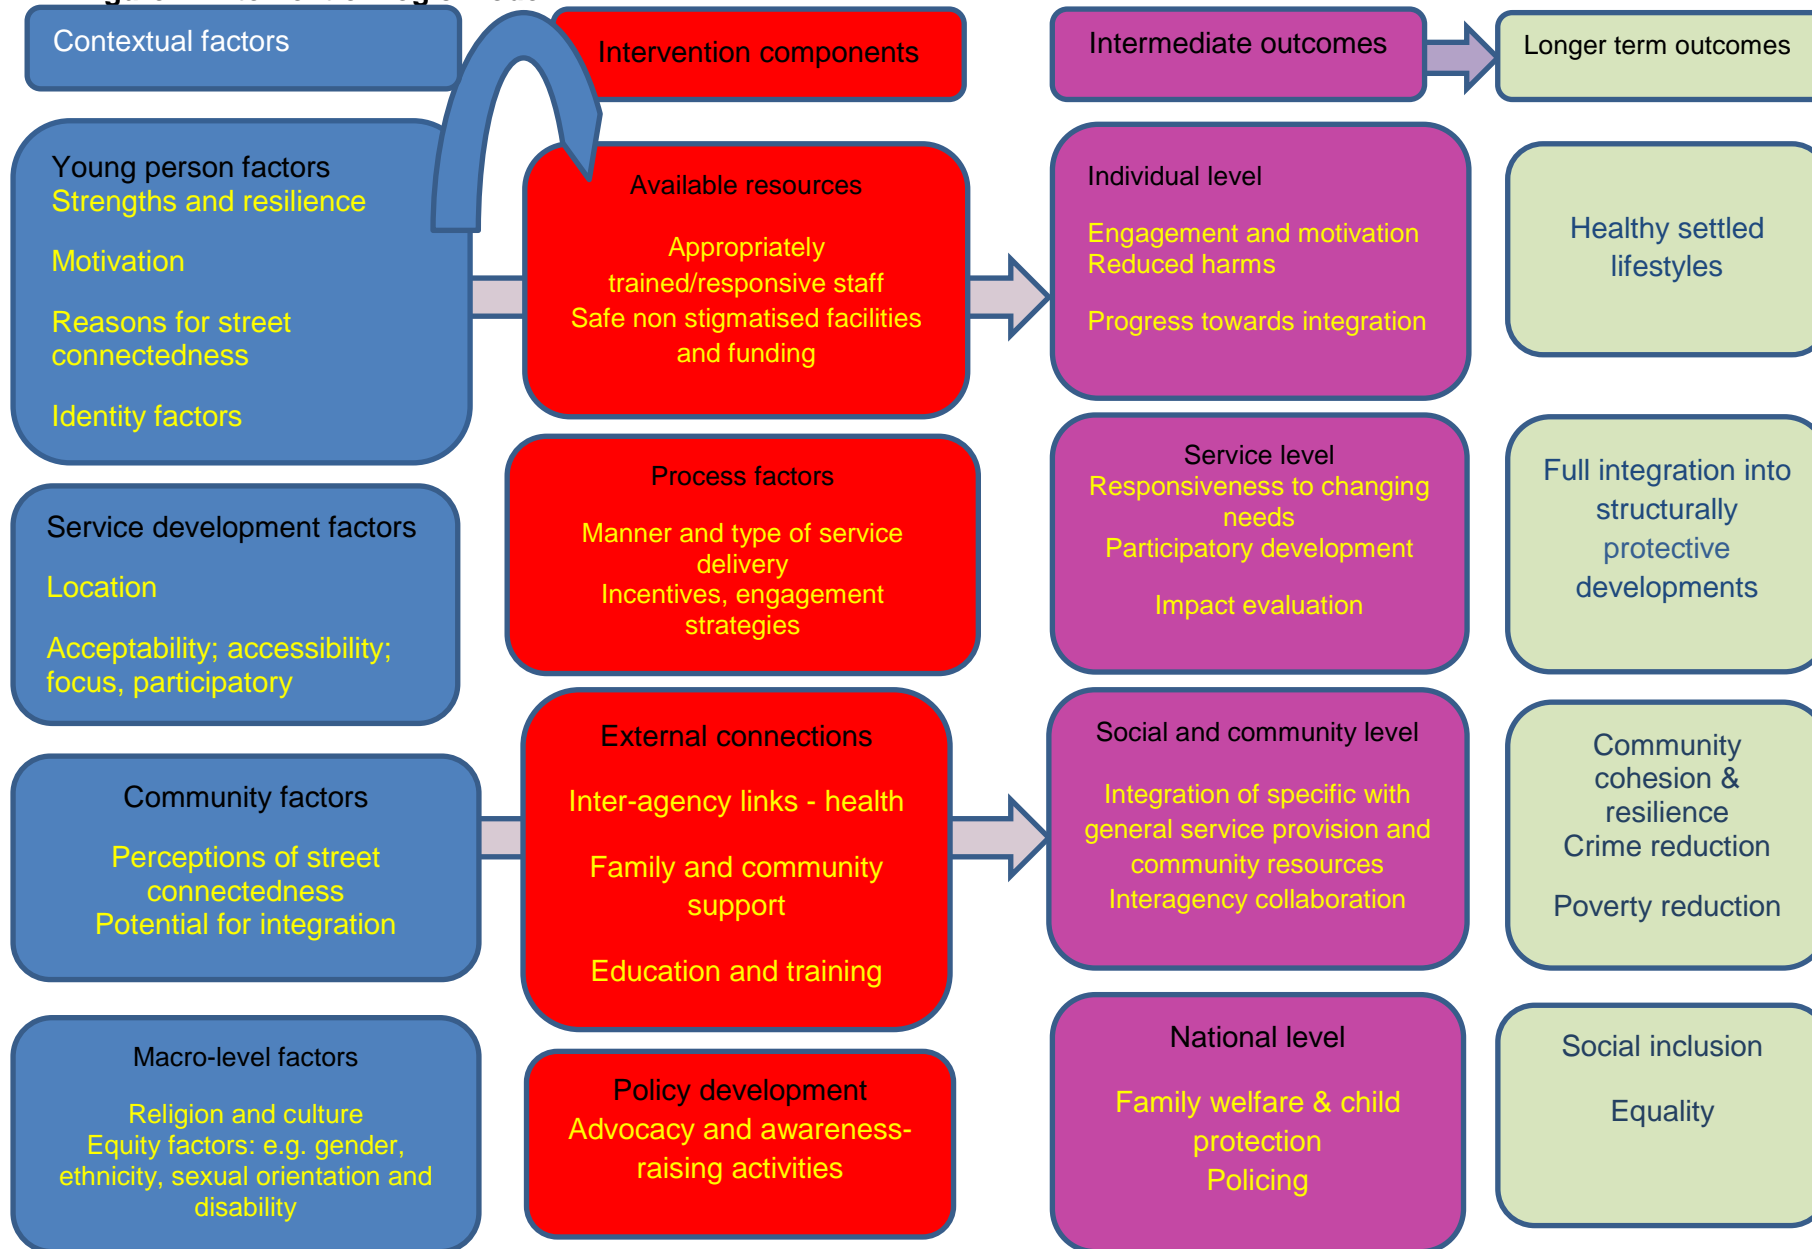 Contextual factors
Intervention components
Intermediate outcomes
Longer term outcomes
Young person factors
Strengths and resilience
Motivation
Reasons for street
connectedness
Identity factors
Service development factors
Location
Acceptability; accessibility;
focus, participatory
Community factors
Perceptions of street
connectedness
Potential for integration
Macro-level factors
Religion and culture
Equity factors: e.g. gender,
ethnicity, sexual orientation and
disability
Available resources
Appropriately
trained/responsive staff
Safe non stigmatised facilities
and funding
Process factors
Manner and type of service
delivery
Incentives, engagement
strategies
External connections
Inter-agency links - health
Family and community
support
Education and training
Policy development
Advocacy and awareness-
raising activities
Individual level
Engagement and motivation
Reduced harms
Progress towards integration
Service level
Responsiveness to changing
needs
Participatory development
Impact evaluation
Social and community level
Integration of specific with
general service provision and
community resources
Interagency collaboration
National level
Family welfare & child
protection
Policing
Healthy settled
lifestyles
Full integration into
structurally
protective
developments
Community
cohesion &
resilience
Crime reduction
Poverty reduction
Social inclusion
Equality